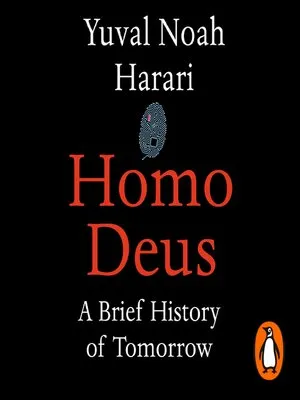 Yuval Noah
Harari
Homo
Deus
A Brief History
of Tomorrow